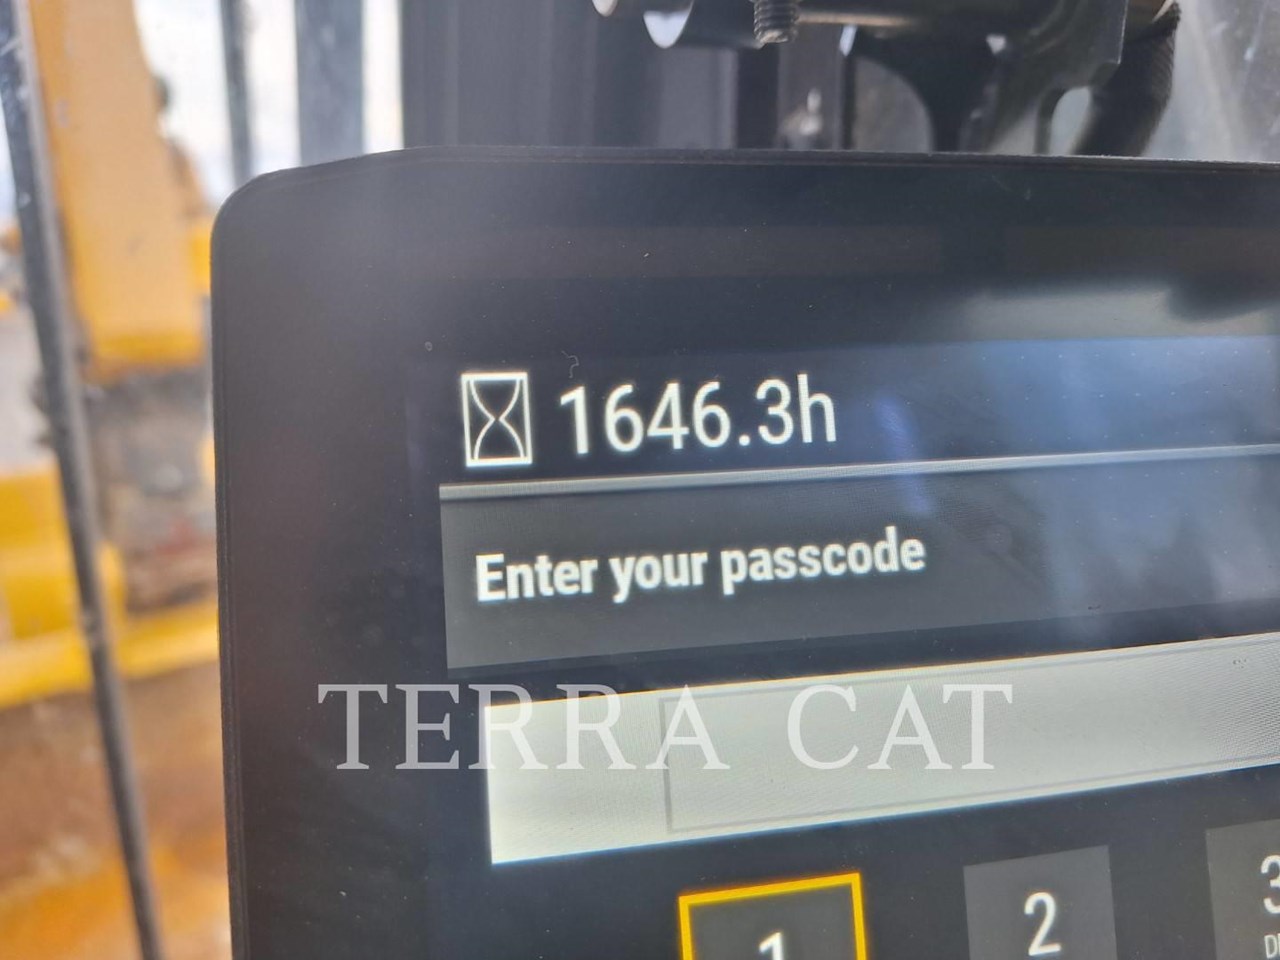 1646.3h
Enter your passcode
TERRA CAT
1 2 3